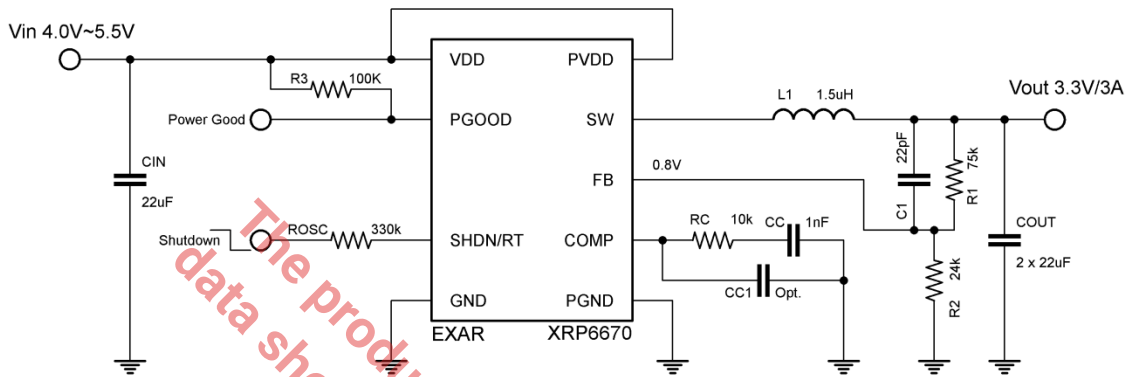 Vin 4.0V~5.5V
VDD
PVDD
R3
100K
L1
1.5uH
Vout 3.3V/3A
Power Good
PGOOD
SW
22pF
75k
CIN
0.8V
FB
C1
R1
22uF
ROSC
RC
10k
CC
1nF
COUT
Shutdown
330k
SHDN/RT
COMP
2 x 22uF
24k
CC1
Opt.
R2
GND
PGND
EXAR
XRP6670
The produ
data she